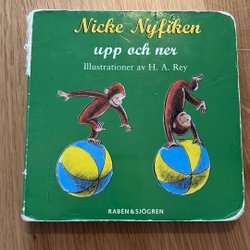 Nicke Nyfiken
upp och ner
Illustrationer av H. A. Rey
RABÉN & SJÖGREN